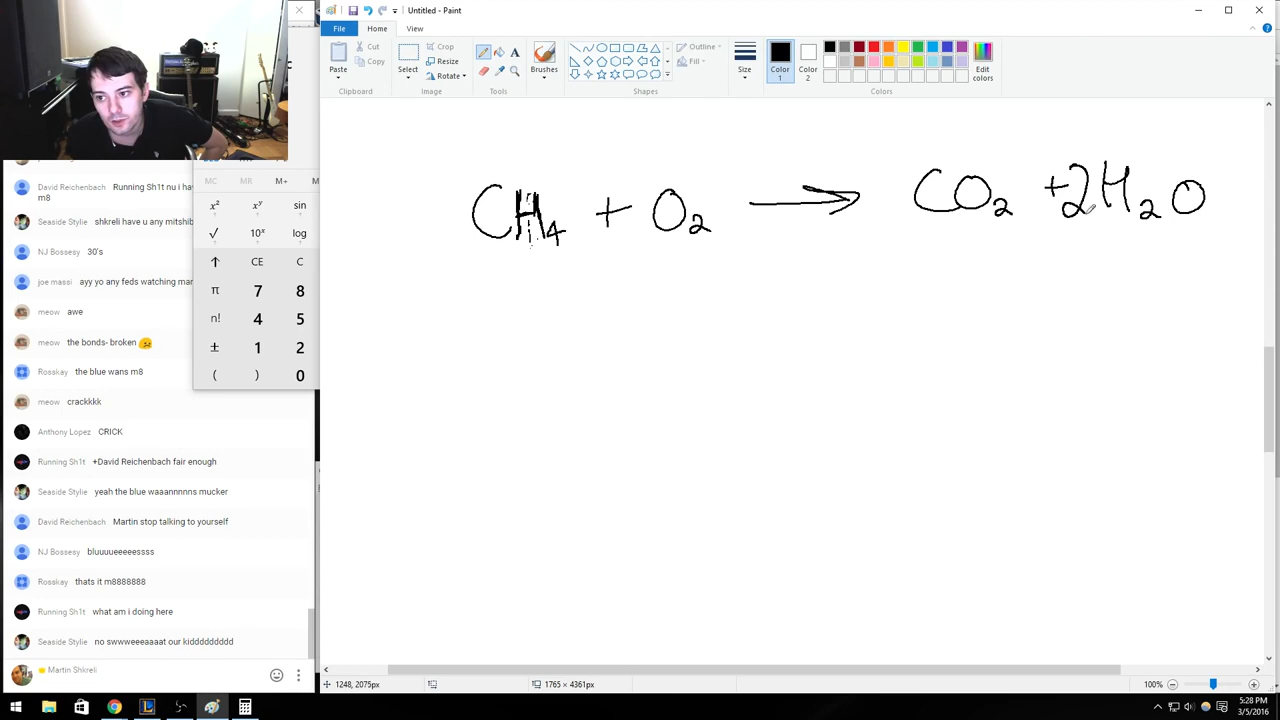 Untitled - Paint
File Home View
Cut
Copy
Paste
Clipboard
Crop
Resize
Rotate
Select
Image
Tools
A
Brushes
Outline
Fill
Shapes
Size
Color 1
Color 2
Edit colors
Colors
CH4 + O2 → CO2 + 2H2O
David Reichenbach Running Sh1t nu i ha
m8
Seaside Stylie shkreli have u any mitshib
NJ Bossesy 30's
joe massi ayy yo any feds watching mar
meow awe
meow the bonds- broken
Rosskay the blue wans m8
meow crackkkk
Anthony Lopez CRICK
Running Sh1t +David Reichenbach fair enough
Seaside Stylie yeah the blue waaannnnns mucker
David Reichenbach Martin stop talking to yourself
NJ Bossesy bluuuueeeeessss
Rosskay thats it m8888888
Running Sh1t what am i doing here
Seaside Stylie no swwweeeaaaat our kidddddddddd
Martin Shkreli
MC MR M+ M
x² xʸ sin
√ 10ˣ log
↑ CE C
π 7 8
n! 4 5
± 1 2
( ) 0
1248, 2075px
1765 × 4361px
100%
5:28 PM
3/5/2016